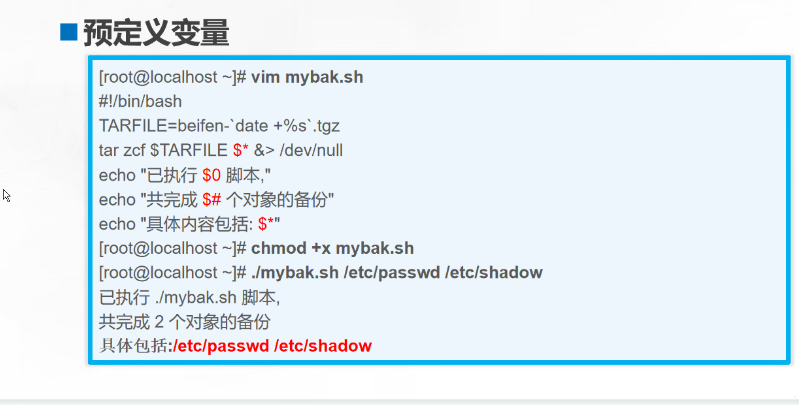 预定义变量
[root@localhost ~]# vim mybak.sh
#!/bin/bash
TARFILE=beifen-`date +%s`.tgz
tar zcf $TARFILE $* &> /dev/null
echo "已执行 $0 脚本,"
echo "共完成 $# 个对象的备份"
echo "具体内容包括: $*"
[root@localhost ~]# chmod +x mybak.sh
[root@localhost ~]# ./mybak.sh /etc/passwd /etc/shadow
已执行 ./mybak.sh 脚本,
共完成 2 个对象的备份
具体包括:/etc/passwd /etc/shadow